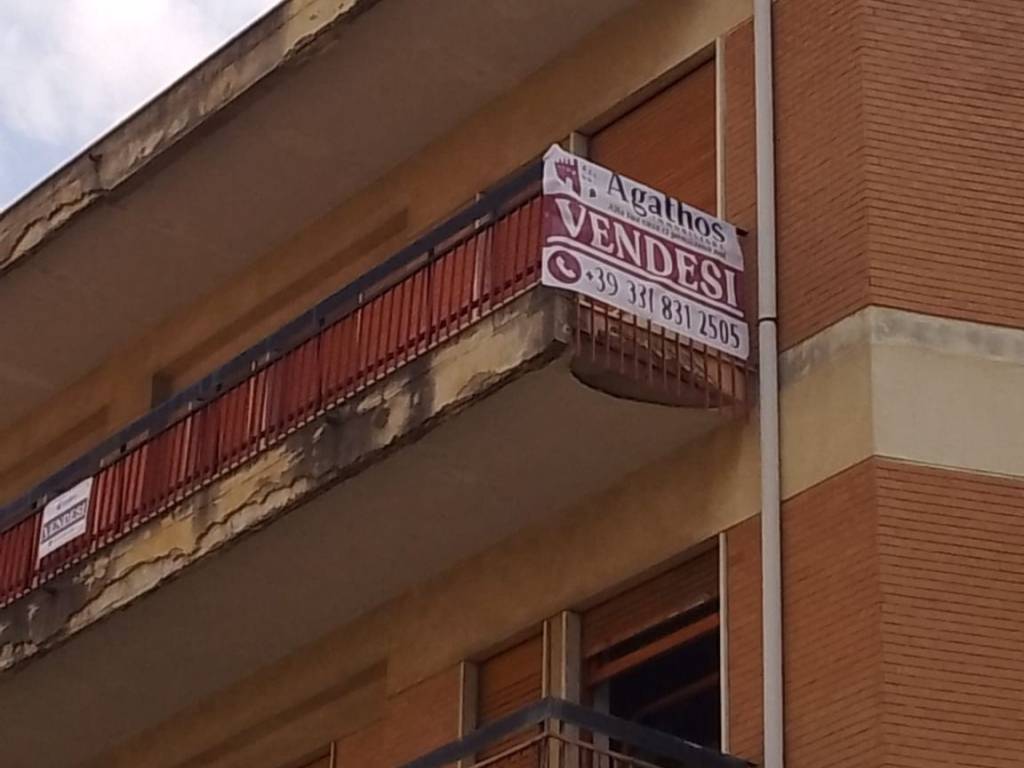 Agathos
VENDESI
+39 331 831 2505
VENDESI